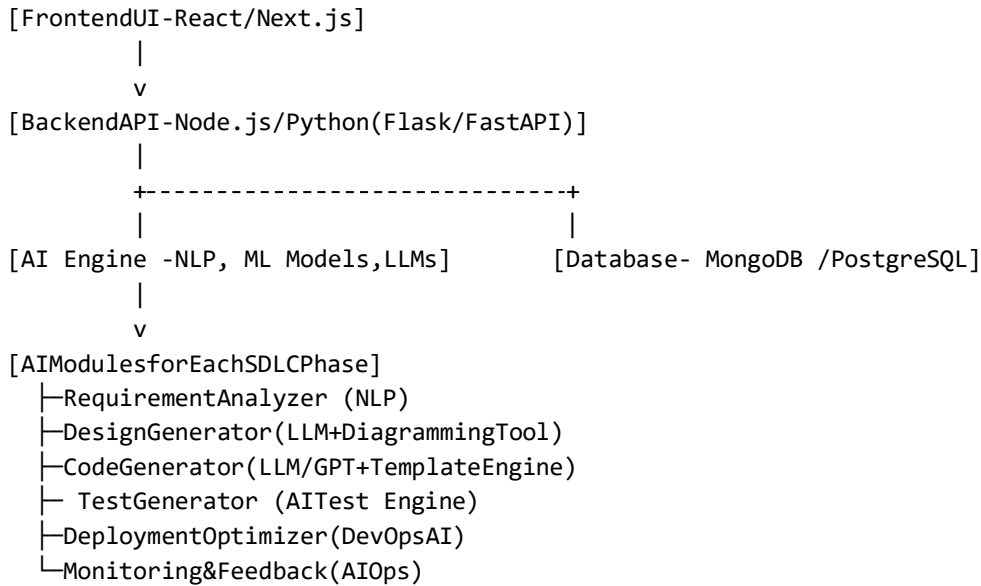 [FrontendUI-React/Next.js]
|
v
[BackendAPI-Node.js/Python(Flask/FastAPI)]
|
+------------------------------+
| |
[AI Engine -NLP, ML Models,LLMs] [Database- MongoDB /PostgreSQL]
|
v
[AIModulesforEachSDLCPhase]
├─RequirementAnalyzer (NLP)
├─DesignGenerator(LLM+DiagrammingTool)
├─CodeGenerator(LLM/GPT+TemplateEngine)
├─ TestGenerator (AITest Engine)
├─DeploymentOptimizer(DevOpsAI)
└─Monitoring&Feedback(AIOps)